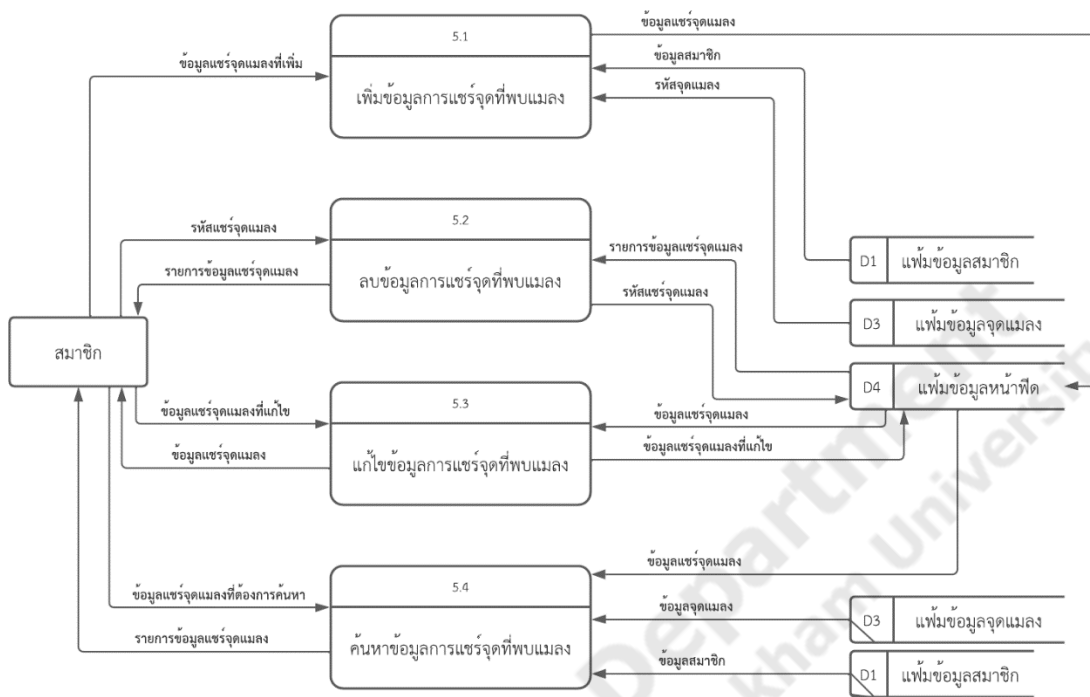 ข้อมูลแชร์จุดแมลง
5.1
ข้อมูลสมาชิก
ข้อมูลแชร์จุดแมลงที่เพิ่ม
รหัสจุดแมลง
เพิ่มข้อมูลการแชร์จุดที่พบแมลง
5.2
รหัสแชร์จุดแมลง
รายการข้อมูลแชร์จุดแมลง
D1 แฟ้มข้อมูลสมาชิก
รายการข้อมูลแชร์จุดแมลง
ลบข้อมูลการแชร์จุดที่พบแมลง
รหัสแชร์จุดแมลง
D3 แฟ้มข้อมูลจุดแมลง
สมาชิก
D4 แฟ้มข้อมูลหน้าฟีด
5.3
ข้อมูลแชร์จุดแมลงที่แก้ไข
ข้อมูลแชร์จุดแมลง
ข้อมูลแชร์จุดแมลง
แก้ไขข้อมูลการแชร์จุดที่พบแมลง
ข้อมูลแชร์จุดแมลงที่แก้ไข
ข้อมูลแชร์จุดแมลง
5.4
ข้อมูลแชร์จุดแมลงที่ต้องการค้นหา
ข้อมูลจุดแมลง
D3 แฟ้มข้อมูลจุดแมลง
รายการข้อมูลแชร์จุดแมลง
ค้นหาข้อมูลการแชร์จุดที่พบแมลง
ข้อมูลสมาชิก
D1 แฟ้มข้อมูลสมาชิก
Department